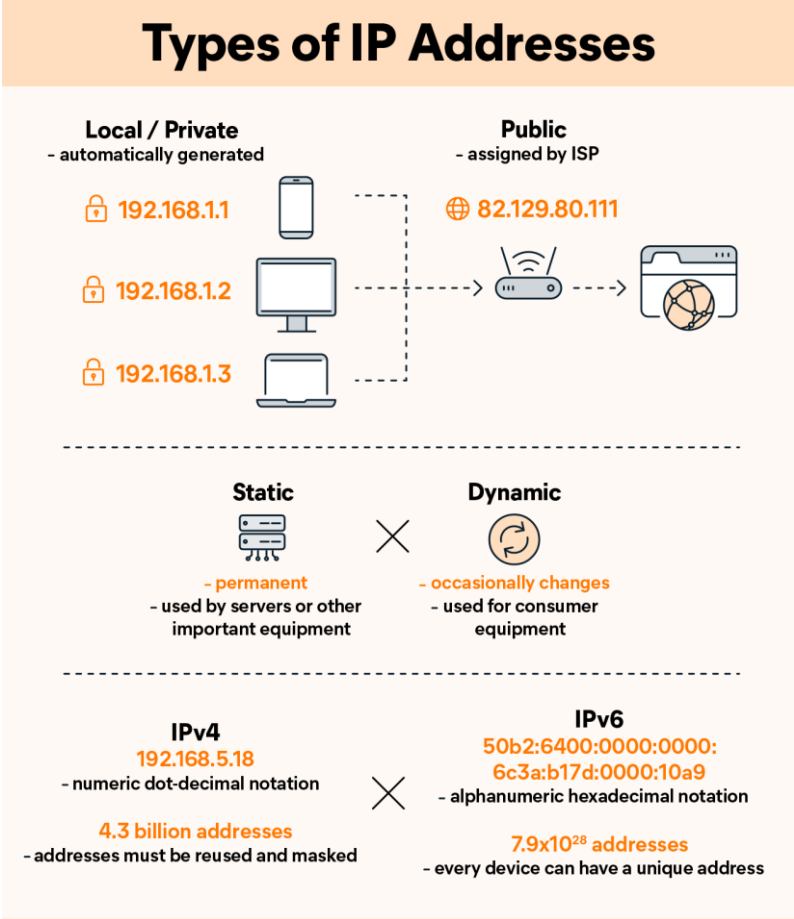 Types of IP Addresses
Local / Private
- automatically generated
192.168.1.1
192.168.1.2
192.168.1.3
Public
- assigned by ISP
82.129.80.111
Static
- permanent
- used by servers or other
important equipment
Dynamic
- occasionally changes
- used for consumer
equipment
IPv4
192.168.5.18
- numeric dot-decimal notation
4.3 billion addresses
- addresses must be reused and masked
IPv6
50b2:6400:0000:0000:
6c3a:b17d:0000:10a9
- alphanumeric hexadecimal notation
7.9x10²⁸ addresses
- every device can have a unique address